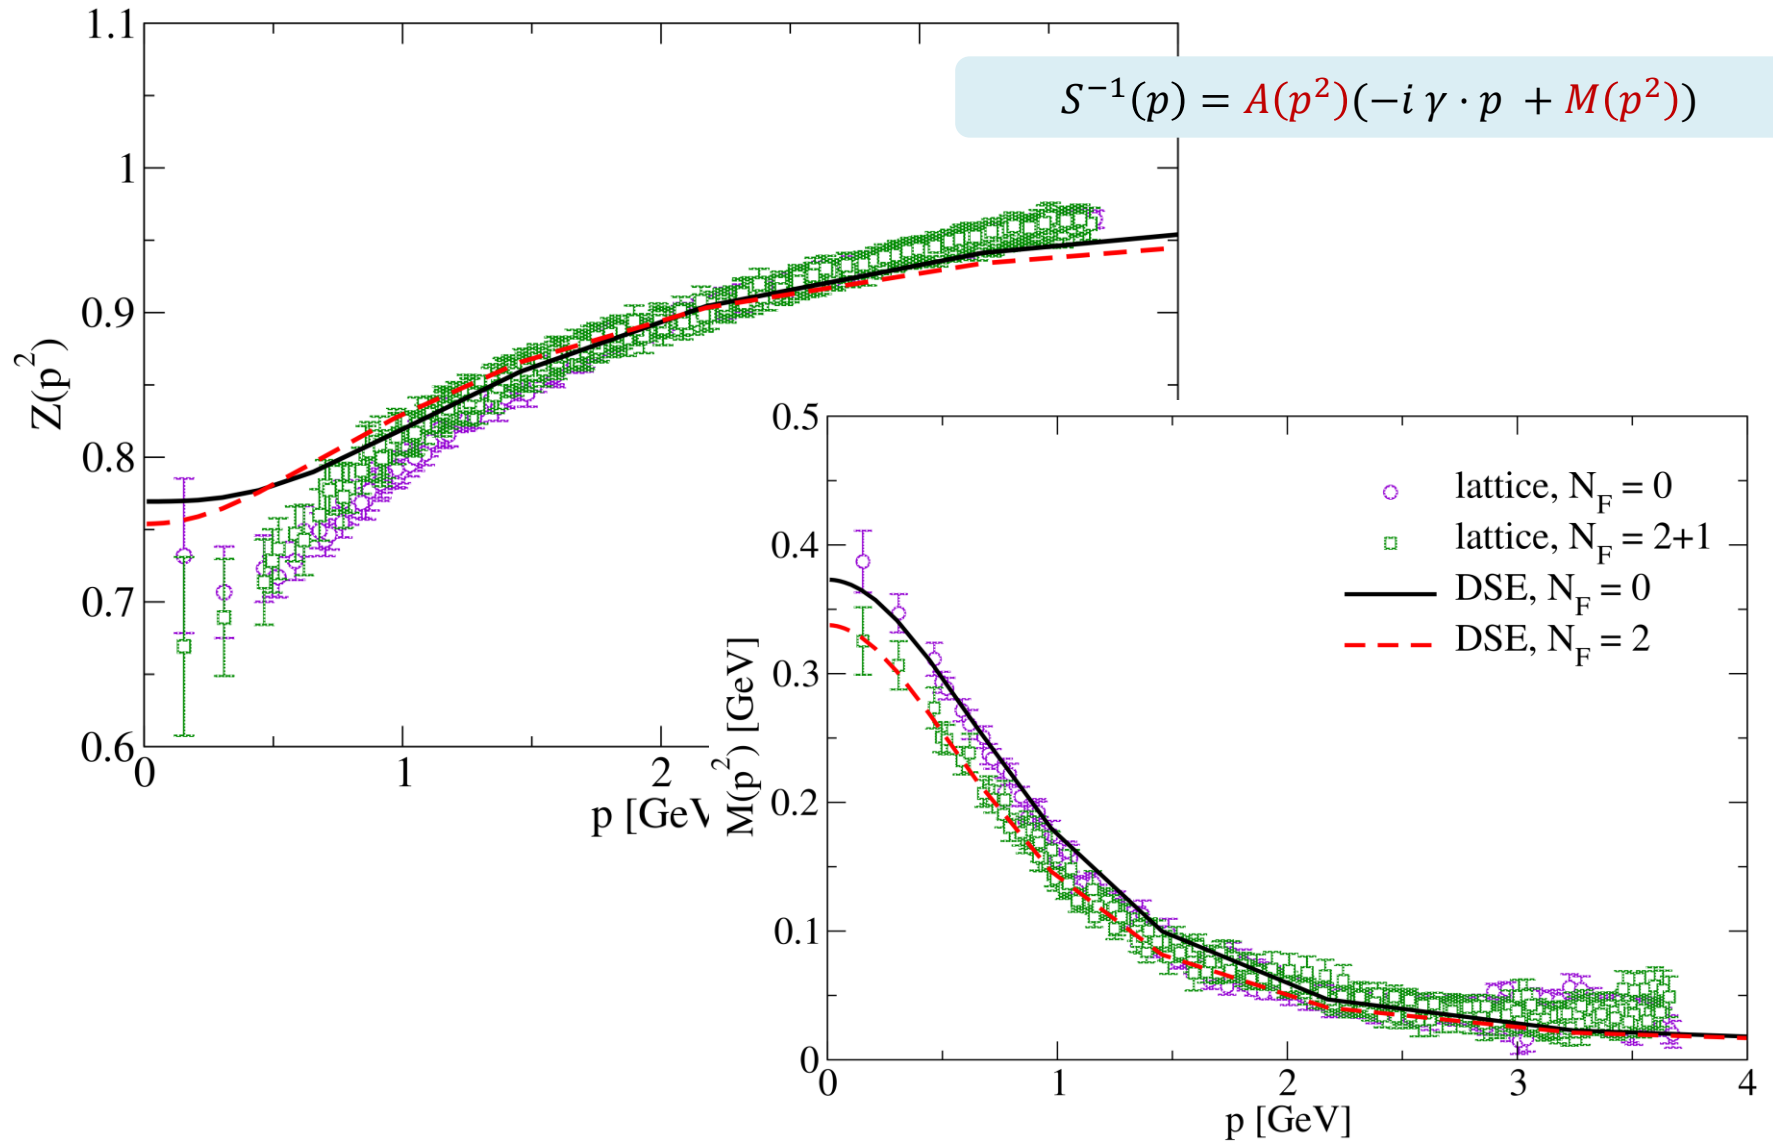 1.1
S⁻¹(p) = A(p²)(−i γ · p + M(p²))
1
0.9
Z(p²)
0.8
0.7
0.6
0
1
2
p [GeV
0.5
lattice, N_F = 0
lattice, N_F = 2+1
DSE, N_F = 0
DSE, N_F = 2
0.4
0.3
M(p²) [GeV]
0.2
0.1
0
0
1
2
3
4
p [GeV]